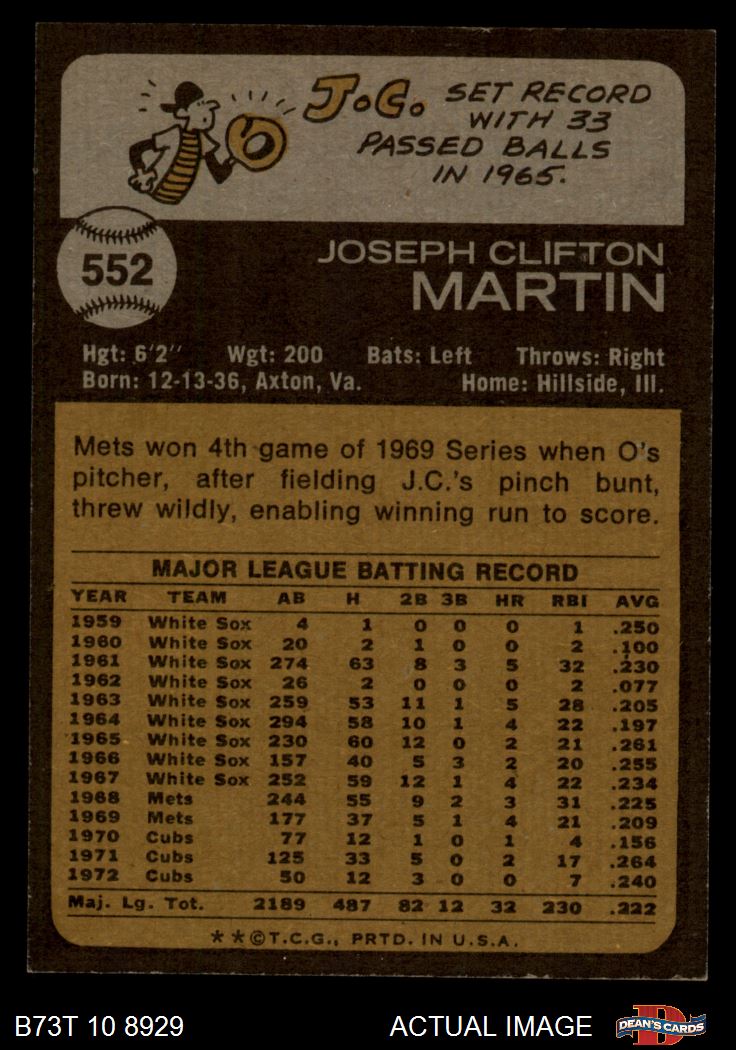 J.C. SET RECORD
WITH 33
PASSED BALLS
IN 1965.
552
JOSEPH CLIFTON
MARTIN
Hgt: 6'2" Wgt: 200 Bats: Left Throws: Right
Born: 12-13-36, Axton, Va. Home: Hillside, Ill.
Mets won 4th game of 1969 Series when O's
pitcher, after fielding J.C.'s pinch bunt,
threw wildly, enabling winning run to score.
MAJOR LEAGUE BATTING RECORD
YEAR TEAM AB H 2B 3B HR RBI AVG
1959 White Sox 4 1 0 0 0 1 .250
1960 White Sox 20 2 1 0 0 2 .100
1961 White Sox 274 63 8 3 5 32 .230
1962 White Sox 26 2 0 0 0 2 .077
1963 White Sox 259 53 11 1 5 28 .205
1964 White Sox 294 58 10 1 4 22 .197
1965 White Sox 230 60 12 0 2 21 .261
1966 White Sox 157 40 5 3 2 20 .255
1967 White Sox 252 59 12 1 4 22 .234
1968 Mets 244 55 9 2 3 31 .225
1969 Mets 177 37 5 1 4 21 .209
1970 Cubs 77 12 1 0 1 4 .156
1971 Cubs 125 33 5 0 2 17 .264
1972 Cubs 50 12 3 0 0 7 .240
Maj. Lg. Tot. 2189 487 82 12 32 230 .222
**©T.C.G., PRTD. IN U.S.A.
B73T 10 8929 ACTUAL IMAGE D DEAN'S CARDS